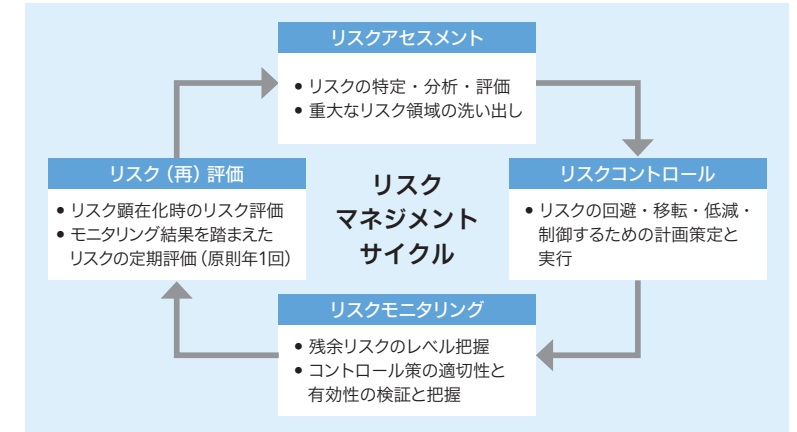 リスクアセスメント
● リスクの特定・分析・評価
● 重大なリスク領域の洗い出し
リスク（再）評価
● リスク顕在化時のリスク評価
● モニタリング結果を踏まえた
リスクの定期評価（原則年1回）
リスク
マネジメント
サイクル
リスクコントロール
● リスクの回避・移転・低減・
制御するための計画策定と
実行
リスクモニタリング
● 残余リスクのレベル把握
● コントロール策の適切性と
有効性の検証と把握